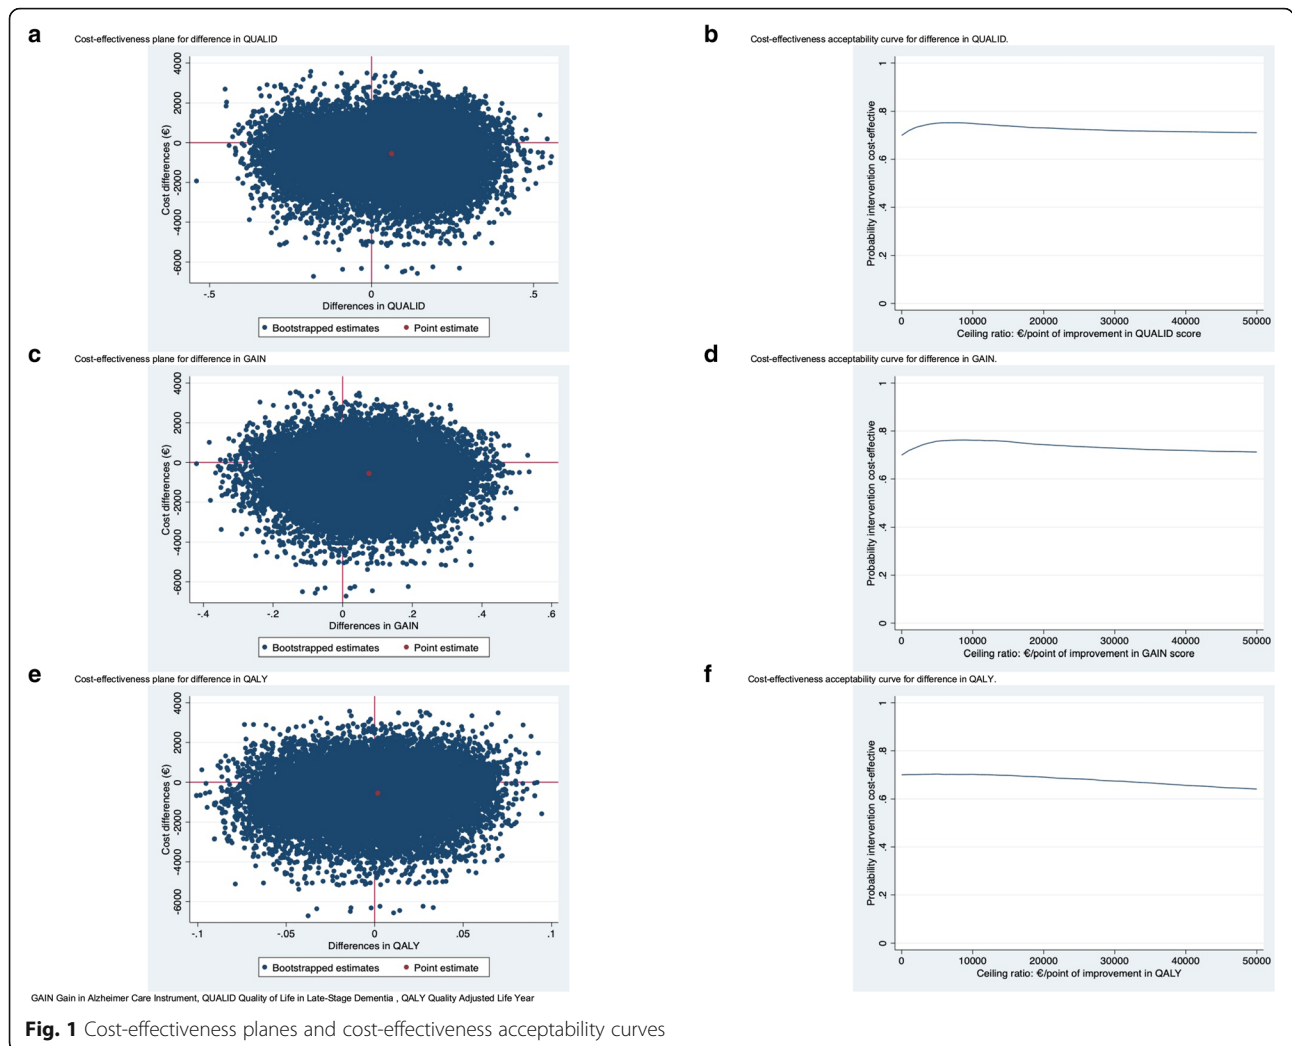 a
Cost-effectiveness plane for difference in QUALID
4000
2000
0
-2000
-4000
-6000
Cost differences (€)
-.5
0
.5
Differences in QUALID
Bootstrapped estimates
Point estimate
b
Cost-effectiveness acceptability curve for difference in QUALID.
1
.8
.6
.4
.2
0
Probability intervention cost-effective
0
10000
20000
30000
40000
50000
Ceiling ratio: €/point of improvement in QUALID score
c
Cost-effectiveness plane for difference in GAIN
4000
2000
0
-2000
-4000
-6000
Cost differences (€)
-.4
-.2
0
.2
.4
.6
Differences in GAIN
Bootstrapped estimates
Point estimate
d
Cost-effectiveness acceptability curve for difference in GAIN.
1
.8
.6
.4
.2
0
Probability intervention cost-effective
0
10000
20000
30000
40000
50000
Ceiling ratio: €/point of improvement in GAIN score
e
Cost-effectiveness plane for difference in QALY
4000
2000
0
-2000
-4000
-6000
Cost differences (€)
-.1
-.05
0
.05
.1
Differences in QALY
Bootstrapped estimates
Point estimate
f
Cost-effectiveness acceptability curve for difference in QALY.
1
.8
.6
.4
.2
0
Probability intervention cost-effective
0
10000
20000
30000
40000
50000
Ceiling ratio: €/point of improvement in QALY
GAIN Gain in Alzheimer Care Instrument, QUALID Quality of Life in Late-Stage Dementia , QALY Quality Adjusted Life Year
Fig. 1 Cost-effectiveness planes and cost-effectiveness acceptability curves